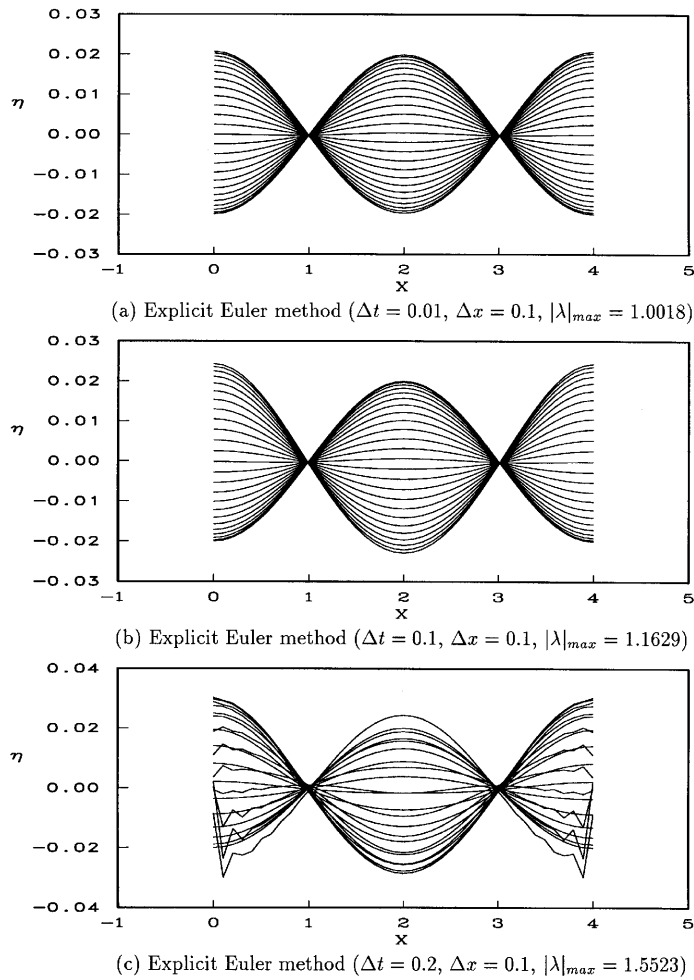 0.03
0.02
0.01
η
0.00
−0.01
−0.02
−0.03
−1 0 1 2 3 4 5
X
(a) Explicit Euler method (Δt = 0.01, Δx = 0.1, |λ|max = 1.0018)
0.03
0.02
0.01
η
0.00
−0.01
−0.02
−0.03
−1 0 1 2 3 4 5
X
(b) Explicit Euler method (Δt = 0.1, Δx = 0.1, |λ|max = 1.1629)
0.04
0.02
η
0.00
−0.02
−0.04
−1 0 1 2 3 4 5
X
(c) Explicit Euler method (Δt = 0.2, Δx = 0.1, |λ|max = 1.5523)